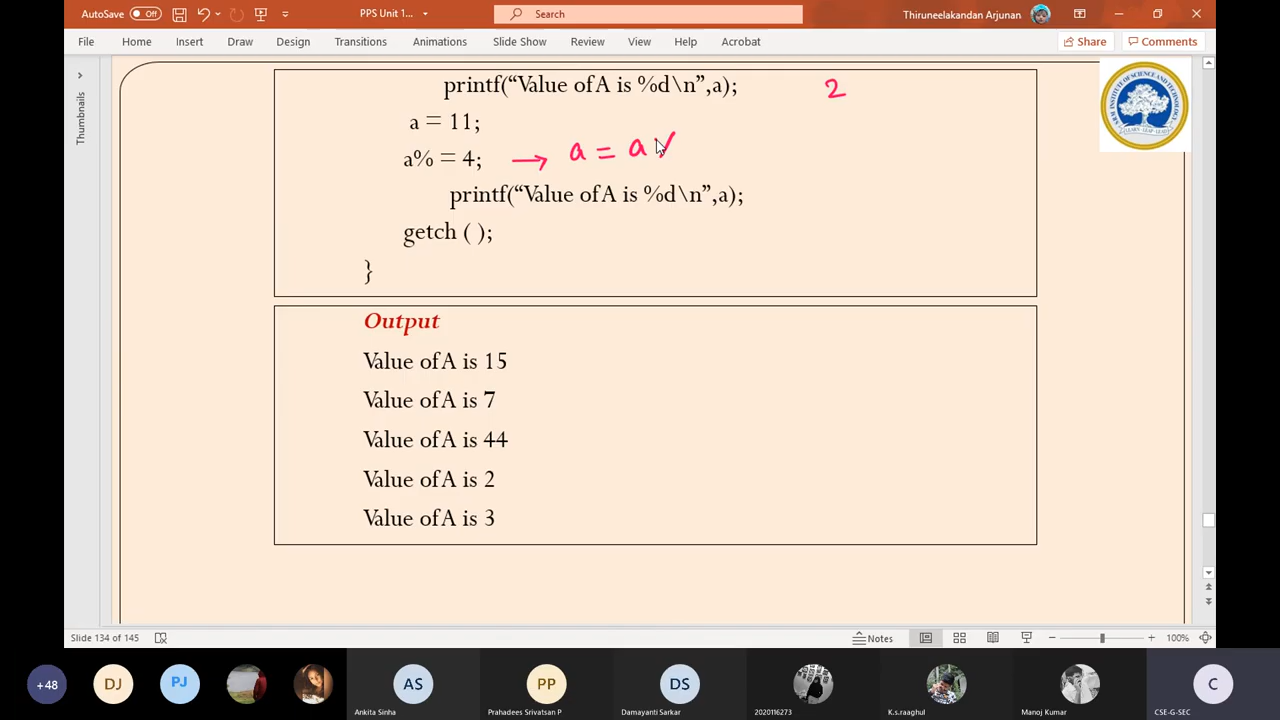 AutoSave Off PPS Unit 1... Search Thiruneelakandan Arjunan
File Home Insert Draw Design Transitions Animations Slide Show Review View Help Acrobat Share Comments
Thumbnails
printf(“Value of A is %d\n”,a); 2
a = 11;
a% = 4; → a = a
printf(“Value of A is %d\n”,a);
getch ( );
}
Output
Value of A is 15
Value of A is 7
Value of A is 44
Value of A is 2
Value of A is 3
Slide 134 of 145 Notes 100%
+48 DJ PJ AS PP DS C
Ankita Sinha Prahadees Srivatsan P Damayanti Sarkar 2020116273 K.s.raaghul Manoj Kumar CSE-G-SEC